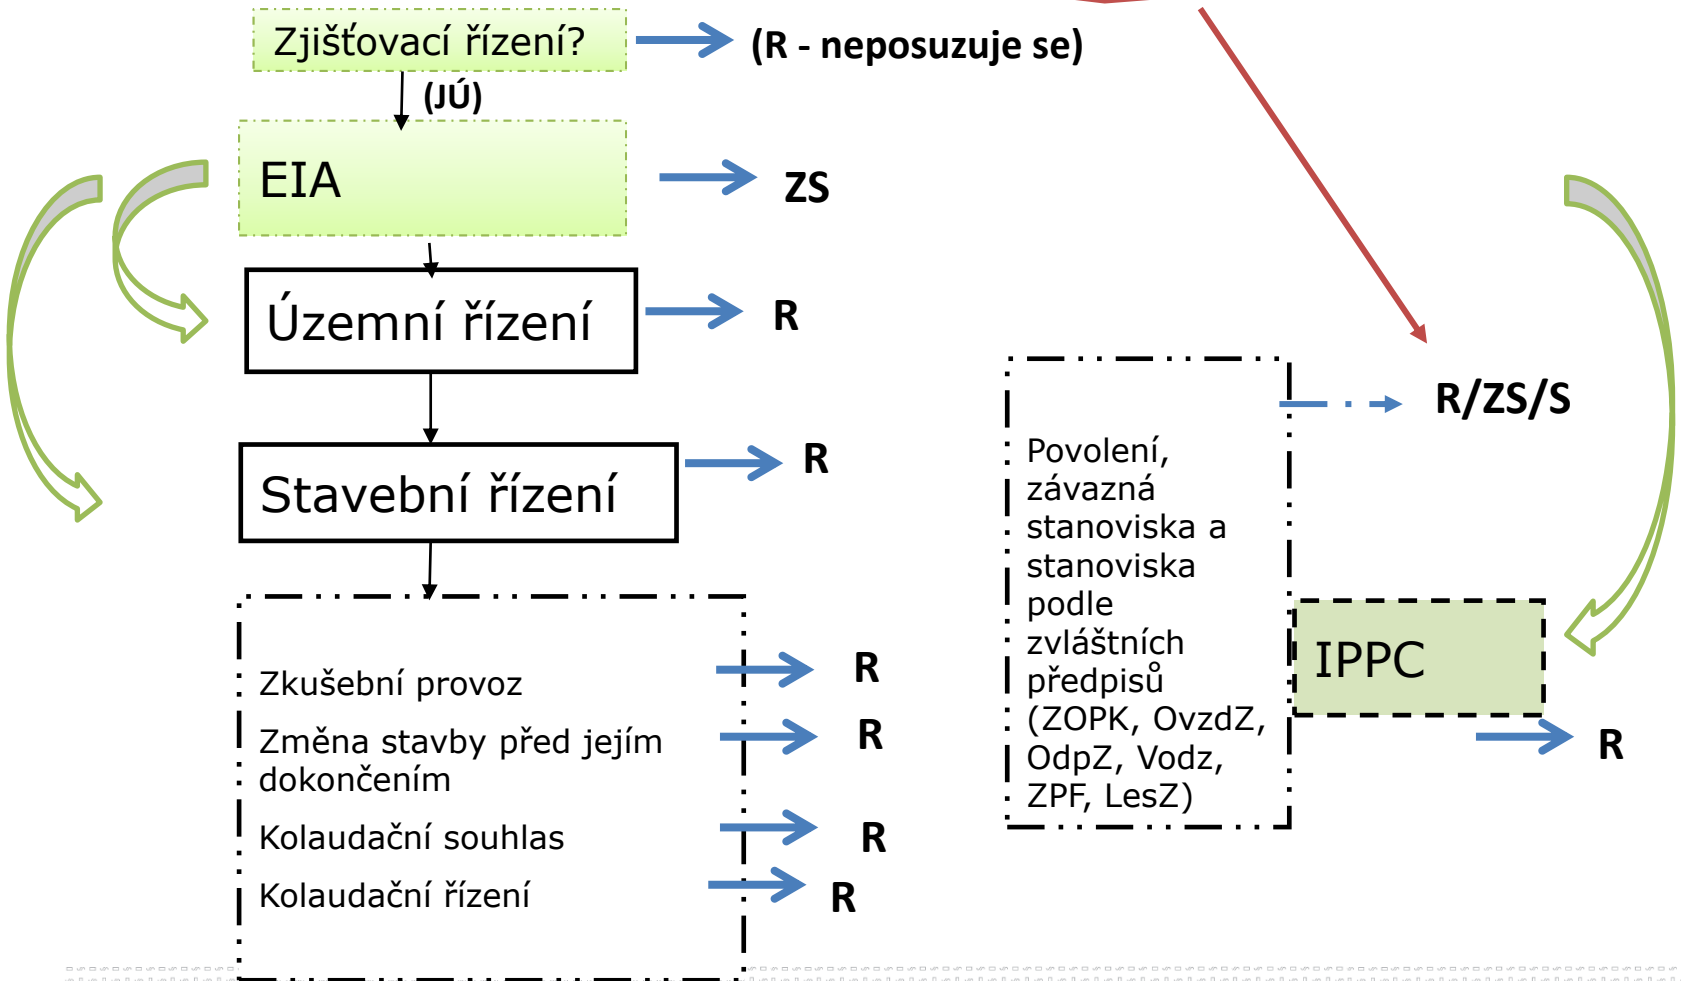 Zjišťovací řízení?
(R - neposuzuje se)
(JÚ)
EIA
ZS
Územní řízení
R
Stavební řízení
R
Zkušební provoz
R
Změna stavby před jejím
dokončením
R
Kolaudační souhlas
R
Kolaudační řízení
R
Povolení,
závazná
stanoviska a
stanoviska
podle
zvláštních
předpisů
(ZOPK, OvzdZ,
OdpZ, Vodz,
ZPF, LesZ)
R/ZS/S
IPPC
R